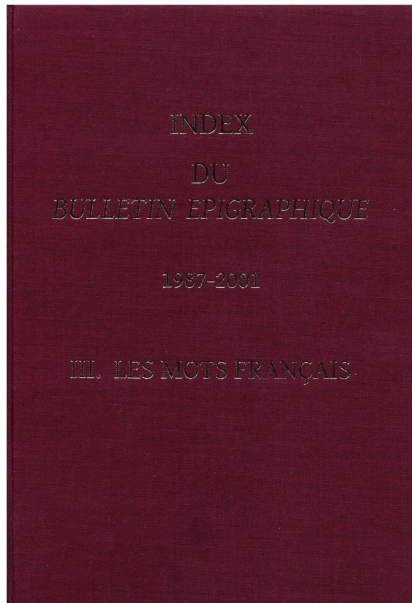 INDEX
DU
BULLETIN EPIGRAPHIQUE
1987-2001
III. LES MOTS FRANÇAIS